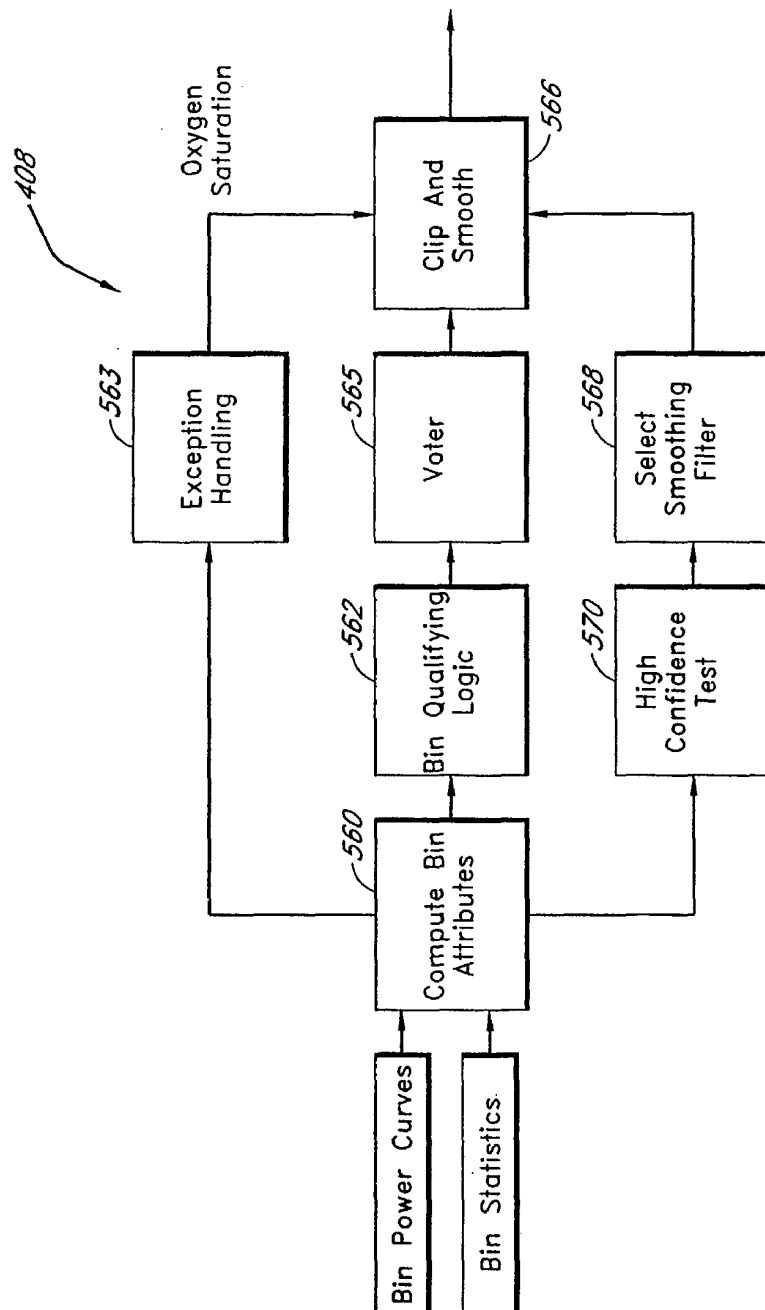 408
Oxygen
Saturation
563
Exception
Handling
566
Clip And
Smooth
565
Voter
568
Select
Smoothing
Filter
562
Bin Qualifying
Logic
570
High
Confidence
Test
560
Compute Bin
Attributes
Bin Power Curves
Bin Statistics